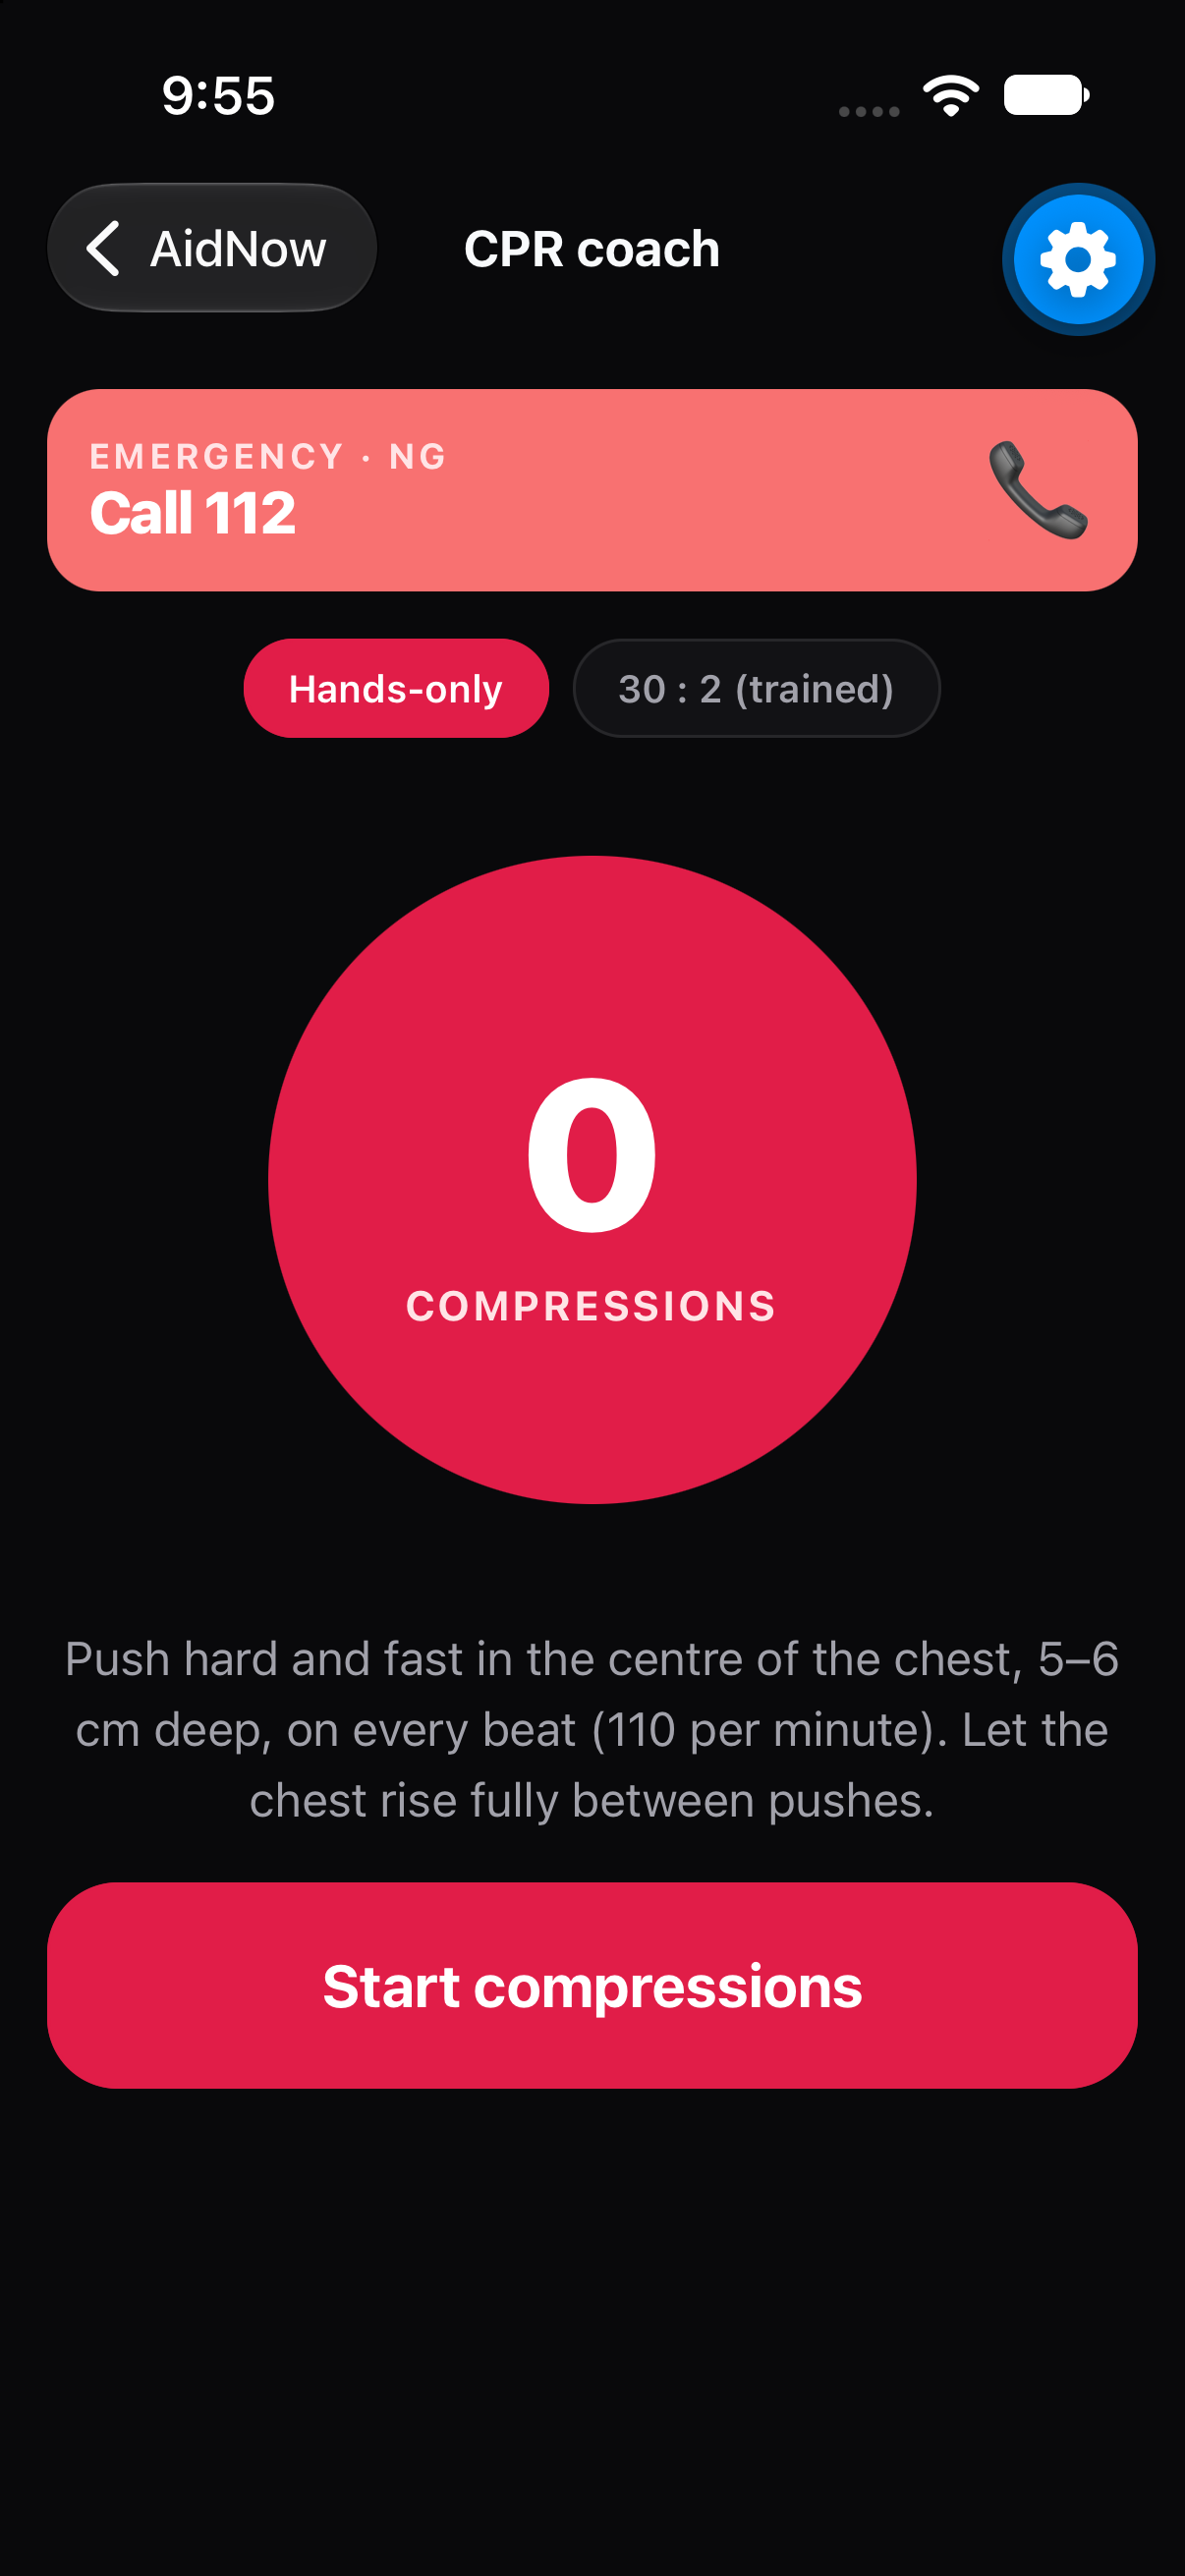 9:55
AidNow
CPR coach
EMERGENCY · NG
Call 112
Hands-only
30 : 2 (trained)
0
COMPRESSIONS
Push hard and fast in the centre of the chest, 5–6
cm deep, on every beat (110 per minute). Let the
chest rise fully between pushes.
Start compressions